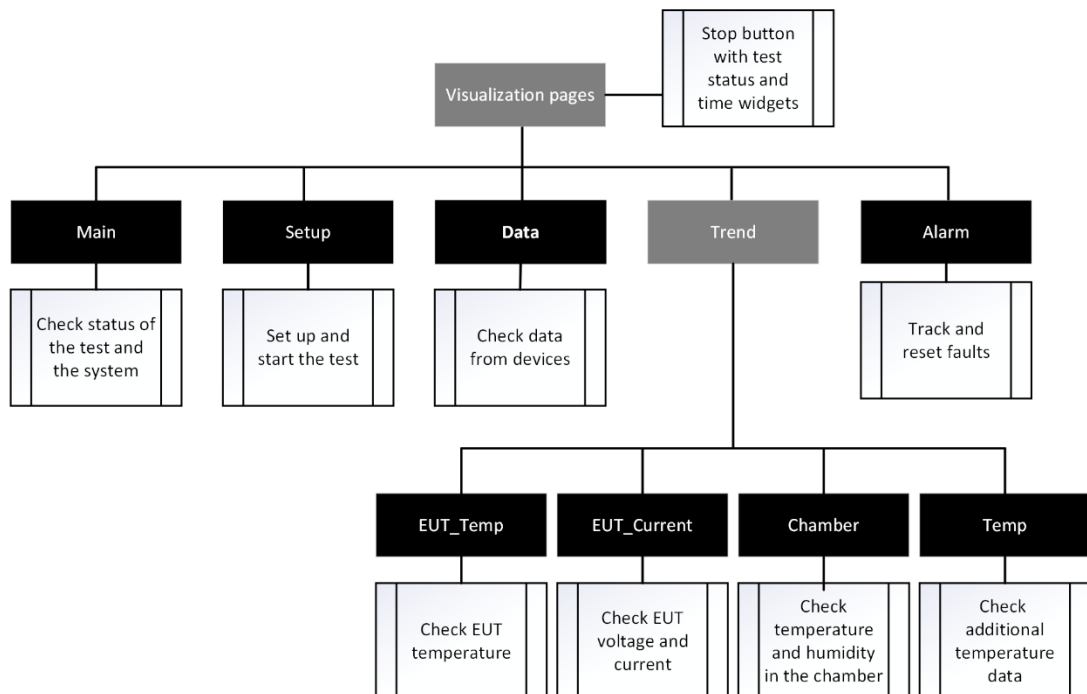 Stop button
with test
status and
time widgets
Visualization pages
Main
Setup
Data
Trend
Alarm
Check status of
the test and
the system
Set up and
start the test
Check data
from devices
Track and
reset faults
EUT_Temp
EUT_Current
Chamber
Temp
Check EUT
temperature
Check EUT
voltage and
current
Check
temperature
and humidity
in the chamber
Check
additional
temperature
data